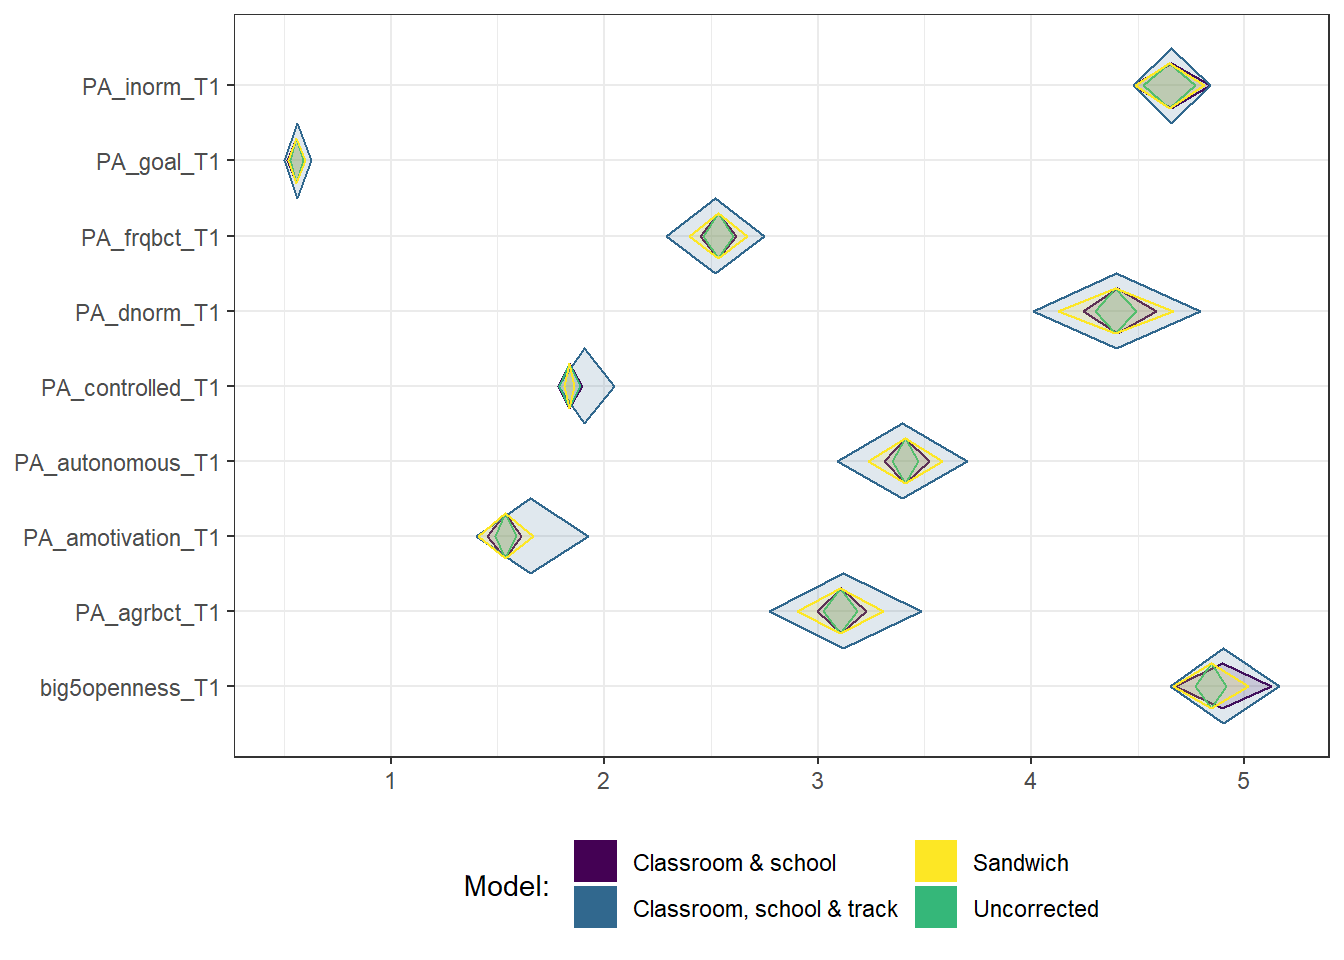 PA_inorm_T1
PA_goal_T1
PA_frqbct_T1
PA_dnorm_T1
PA_controlled_T1
PA_autonomous_T1
PA_amotivation_T1
PA_agrbct_T1
big5openness_T1
1 2 3 4 5
Model:
Classroom & school
Sandwich
Classroom, school & track
Uncorrected